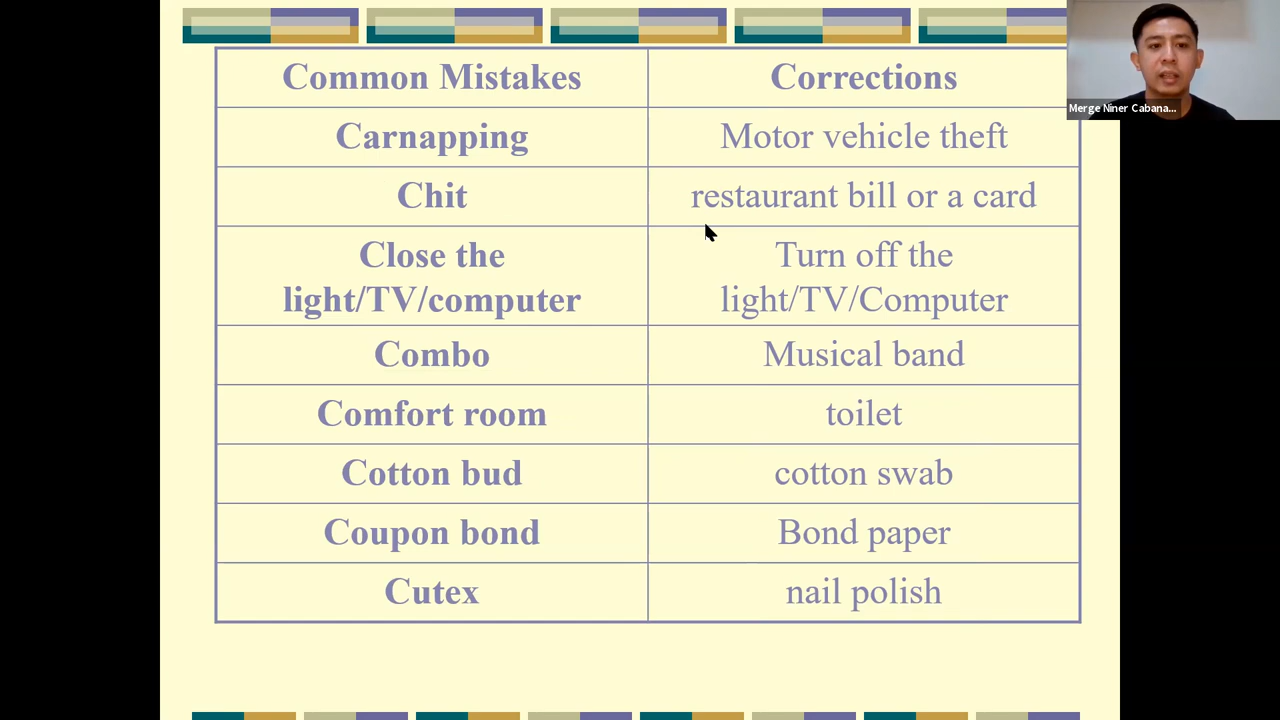 Common Mistakes
Corrections
Carnapping
Motor vehicle theft
Chit
restaurant bill or a card
Close the
light/TV/computer
Turn off the
light/TV/Computer
Combo
Musical band
Comfort room
toilet
Cotton bud
cotton swab
Coupon bond
Bond paper
Cutex
nail polish
Merge Niner Cabana...